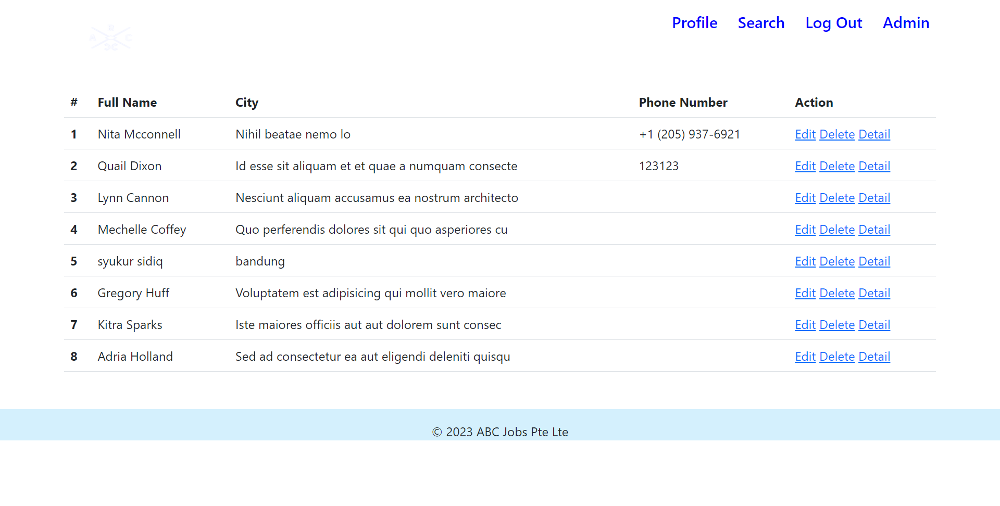 A B C
Profile Search Log Out Admin
# Full Name City Phone Number Action
1 Nita Mcconnell Nihil beatae nemo lo +1 (205) 937-6921 Edit Delete Detail
2 Quail Dixon Id esse sit aliquam et et quae a numquam consecte 123123 Edit Delete Detail
3 Lynn Cannon Nesciunt aliquam accusamus ea nostrum architecto Edit Delete Detail
4 Mechelle Coffey Quo perferendis dolores sit qui quo asperiores cu Edit Delete Detail
5 syukur sidiq bandung Edit Delete Detail
6 Gregory Huff Voluptatem est adipisicing qui mollit vero maiore Edit Delete Detail
7 Kitra Sparks Iste maiores officiis aut aut dolorem sunt consec Edit Delete Detail
8 Adria Holland Sed ad consectetur ea aut eligendi deleniti quisqu Edit Delete Detail
© 2023 ABC Jobs Pte Lte